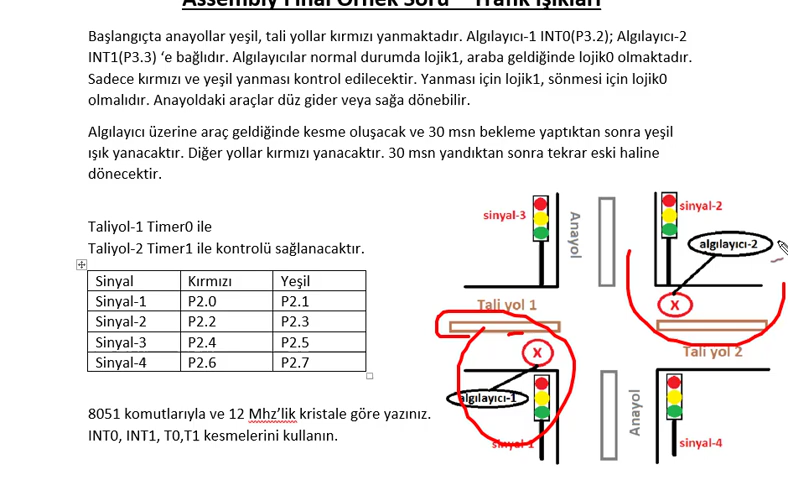 Assembly Final Örnek Soru – Trafik Işıkları
Başlangıçta anayollar yeşil, tali yollar kırmızı yanmaktadır. Algılayıcı-1 INT0(P3.2); Algılayıcı-2
INT1(P3.3) ‘e bağlıdır. Algılayıcılar normal durumda lojik1, araba geldiğinde lojik0 olmaktadır.
Sadece kırmızı ve yeşil yanması kontrol edilecektir. Yanması için lojik1, sönmesi için lojik0
olmalıdır. Anayoldaki araçlar düz gider veya sağa dönebilir.
Algılayıcı üzerine araç geldiğinde kesme oluşacak ve 30 msn bekleme yaptıktan sonra yeşil
ışık yanacaktır. Diğer yollar kırmızı yanacaktır. 30 msn yandıktan sonra tekrar eski haline
dönecektir.
Taliyol-1 Timer0 ile
Taliyol-2 Timer1 ile kontrolü sağlanacaktır.
Sinyal Kırmızı Yeşil
Sinyal-1 P2.0 P2.1
Sinyal-2 P2.2 P2.3
Sinyal-3 P2.4 P2.5
Sinyal-4 P2.6 P2.7
8051 komutlarıyla ve 12 Mhz’lik kristale göre yazınız.
INT0, INT1, T0,T1 kesmelerini kullanın.
sinyal-3
Anayol
sinyal-2
algılayıcı-2
Tali yol 1
X
X
Tali yol 2
algılayıcı-1
Anayol
sinyal-1
sinyal-4